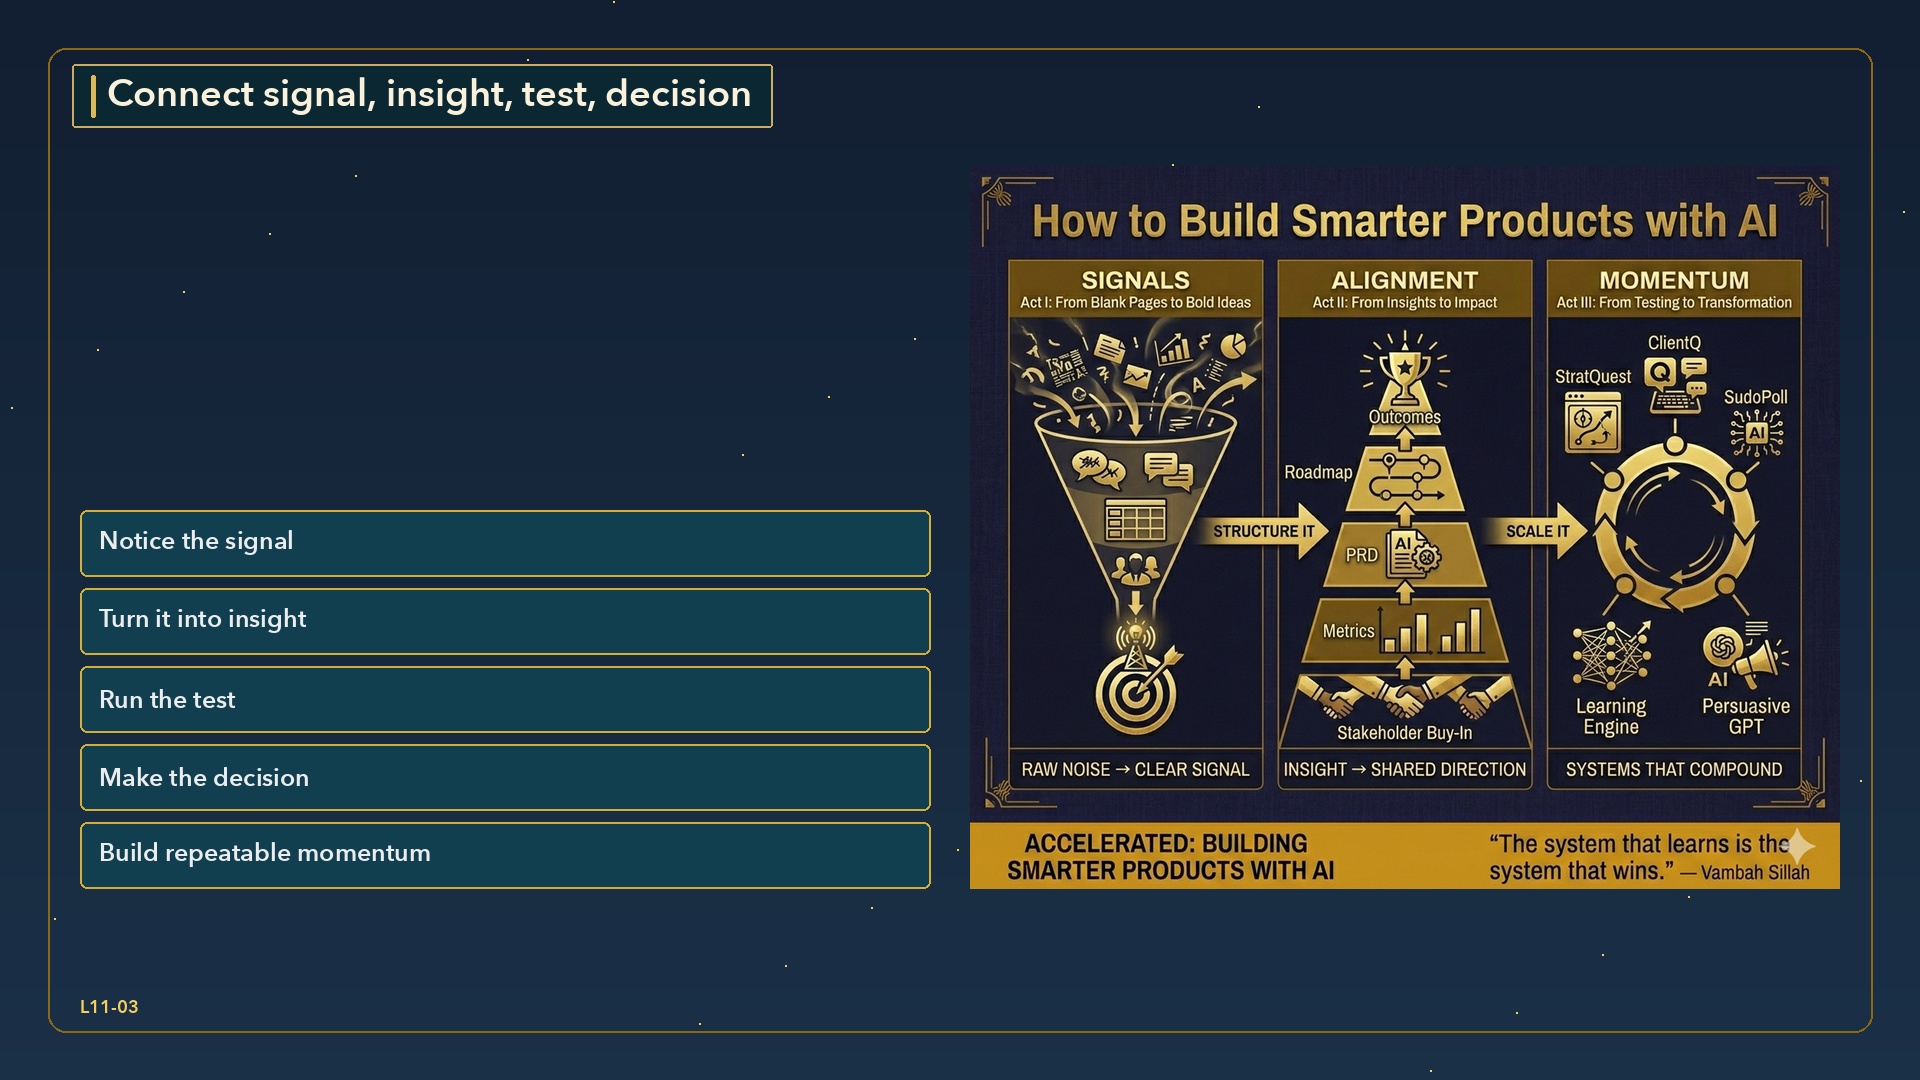 Connect signal, insight, test, decision
Notice the signal
Turn it into insight
Run the test
Make the decision
Build repeatable momentum
L11-03
How to Build Smarter Products with AI
SIGNALS
Act I: From Blank Pages to Bold Ideas
RAW NOISE → CLEAR SIGNAL
STRUCTURE IT
ALIGNMENT
Act II: From Insights to Impact
Outcomes
Roadmap
PRD
AI
Metrics
Stakeholder Buy-In
INSIGHT → SHARED DIRECTION
SCALE IT
MOMENTUM
Act III: From Testing to Transformation
ClientQ
Q
StratQuest
SudoPoll
AI
Learning
Engine
AI
Persuasive
GPT
SYSTEMS THAT COMPOUND
ACCELERATED: BUILDING
SMARTER PRODUCTS WITH AI
“The system that learns is the
system that wins.” — Vambah Sillah